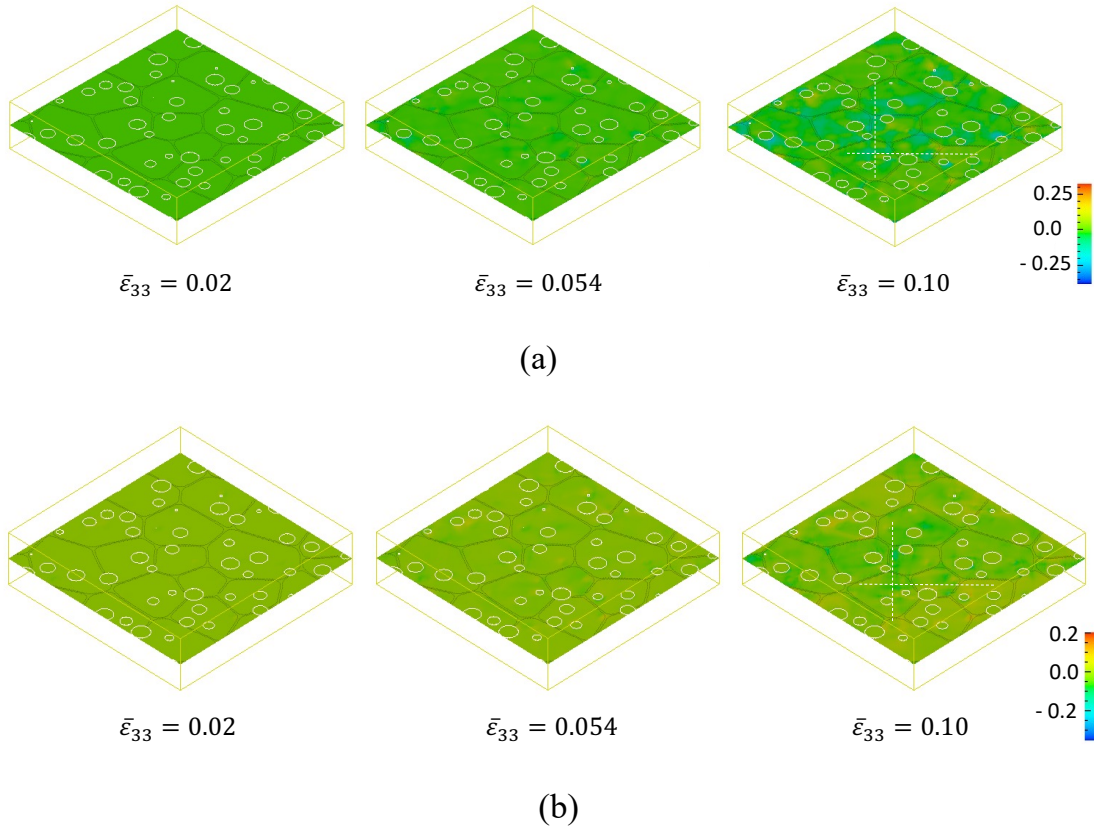 0.25
0.0
- 0.25
ε̄₃₃ = 0.02
ε̄₃₃ = 0.054
ε̄₃₃ = 0.10
(a)
0.2
0.0
- 0.2
ε̄₃₃ = 0.02
ε̄₃₃ = 0.054
ε̄₃₃ = 0.10
(b)